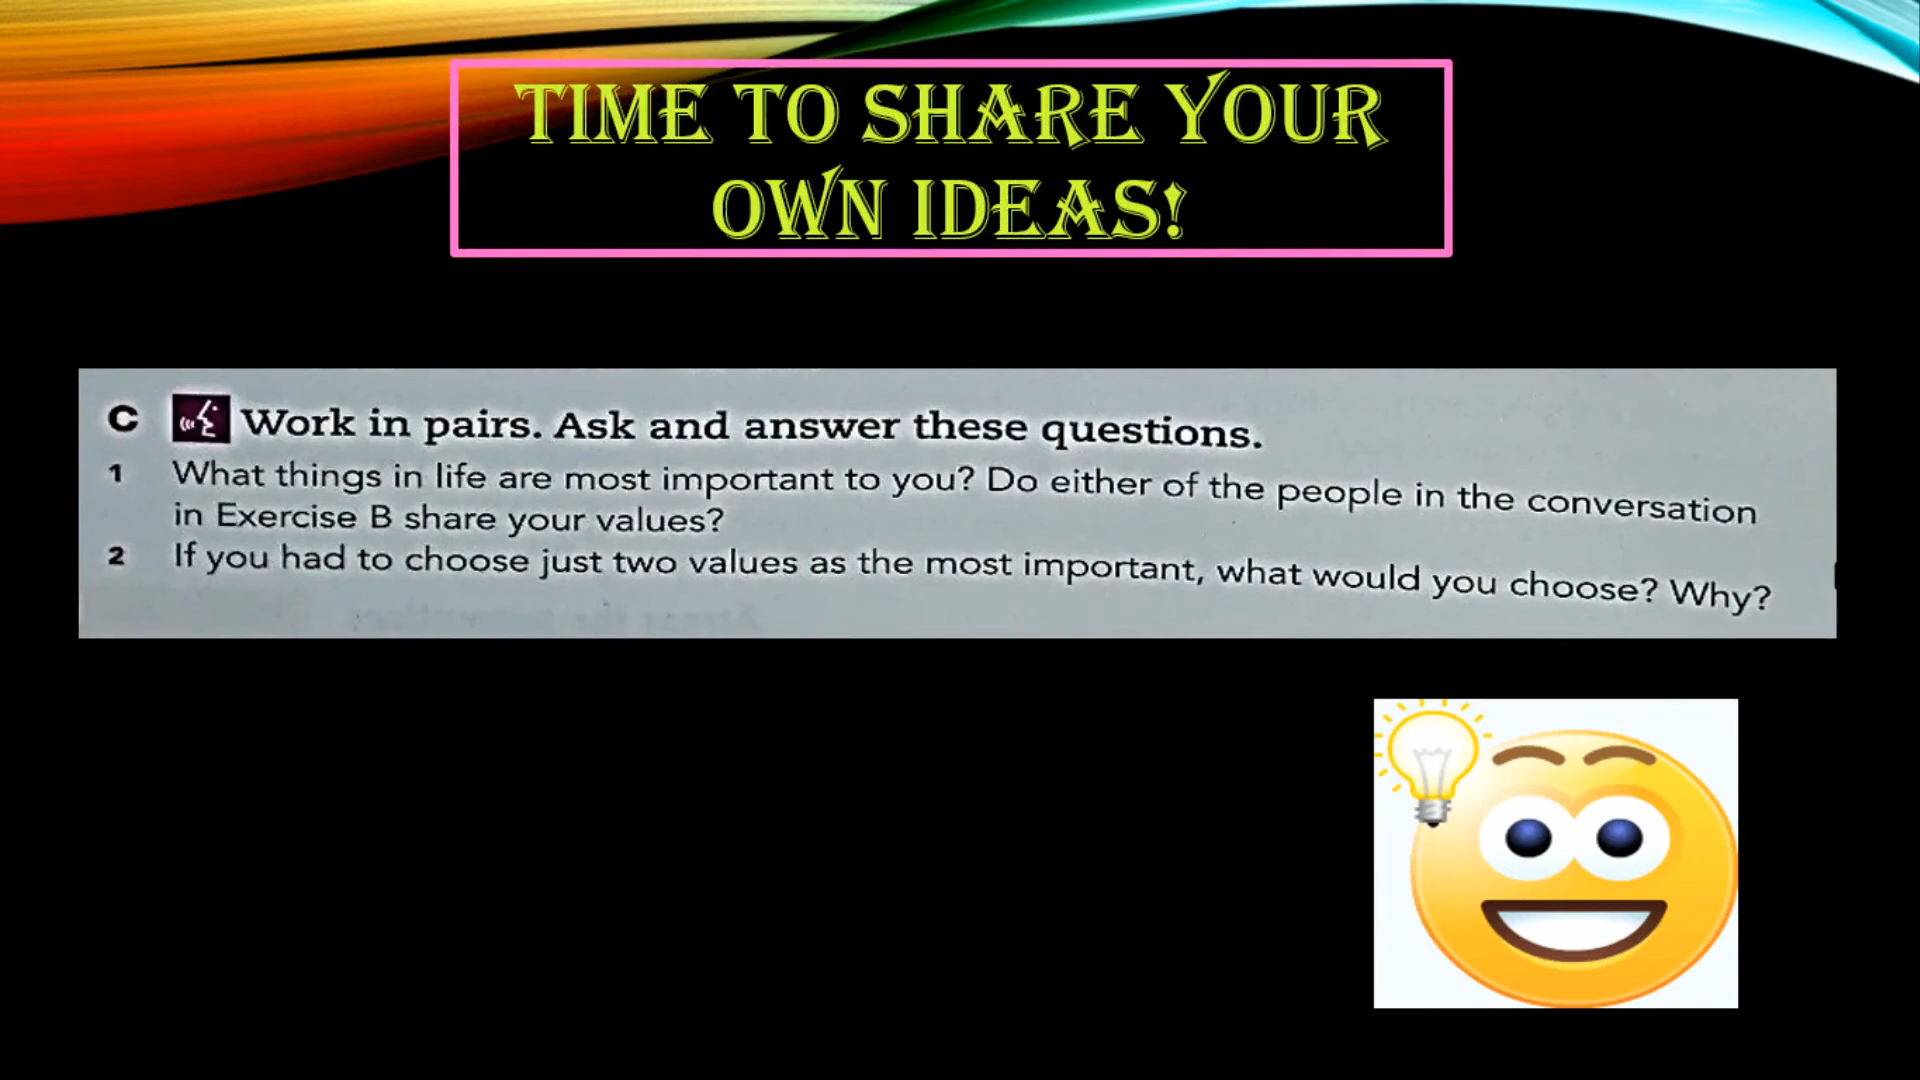 TIME TO SHARE YOUR
OWN IDEAS!
C Work in pairs. Ask and answer these questions.
1 What things in life are most important to you? Do either of the people in the conversation
in Exercise B share your values?
2 If you had to choose just two values as the most important, what would you choose? Why?